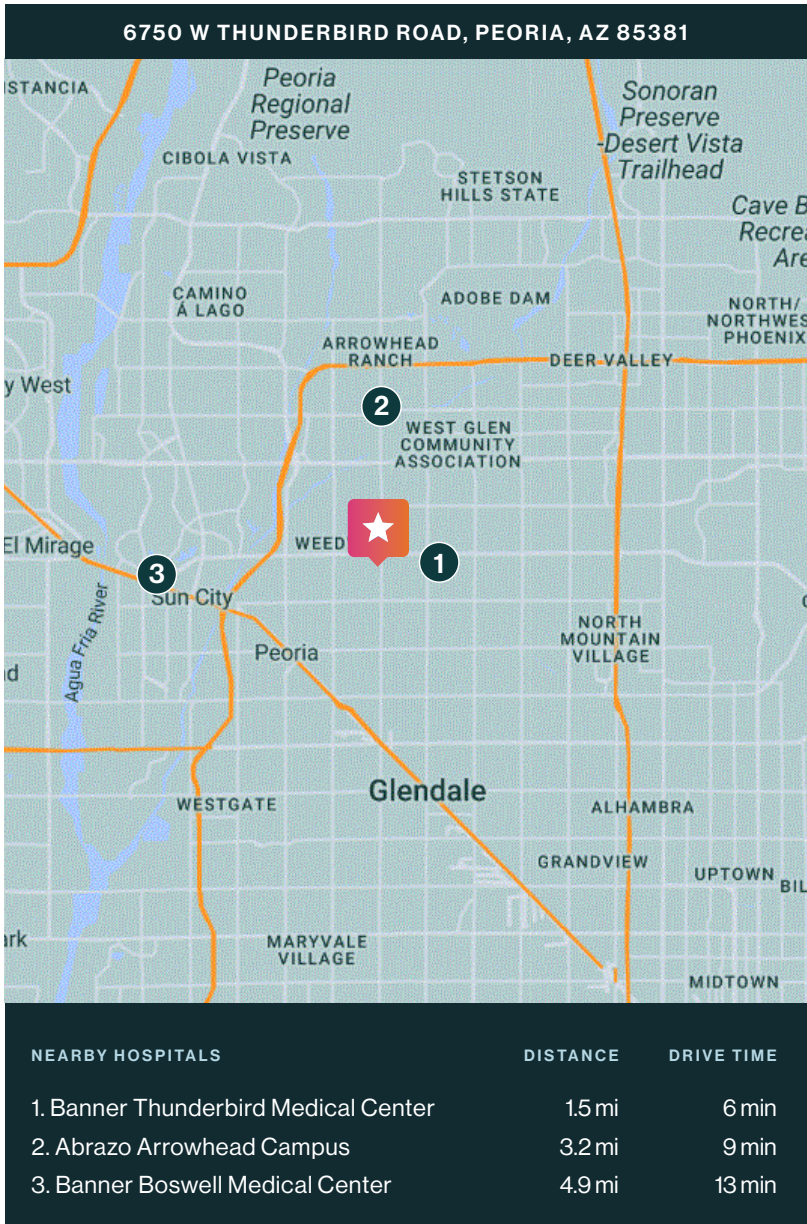 6750 W THUNDERBIRD ROAD, PEORIA, AZ 85381
ISTANCIA
Peoria
Regional
Preserve
Sonoran
Preserve
-Desert Vista
Trailhead
CIBOLA VISTA
STETSON
HILLS STATE
Cave B
Recrea
Are
CAMINO
Á LAGO
ADOBE DAM
NORTH/
NORTHWES
PHOENIX
ARROWHEAD
RANCH
DEER VALLEY
y West
2
WEST GLEN
COMMUNITY
ASSOCIATION
El Mirage
WEED
1
3
Sun City
Agua Fria River
NORTH
MOUNTAIN
VILLAGE
Peoria
Glendale
WESTGATE
ALHAMBRA
GRANDVIEW
UPTOWN
BIL
ark
MARYVALE
VILLAGE
MIDTOWN
NEARBY HOSPITALS DISTANCE DRIVE TIME
1. Banner Thunderbird Medical Center 1.5 mi 6 min
2. Abrazo Arrowhead Campus 3.2 mi 9 min
3. Banner Boswell Medical Center 4.9 mi 13 min